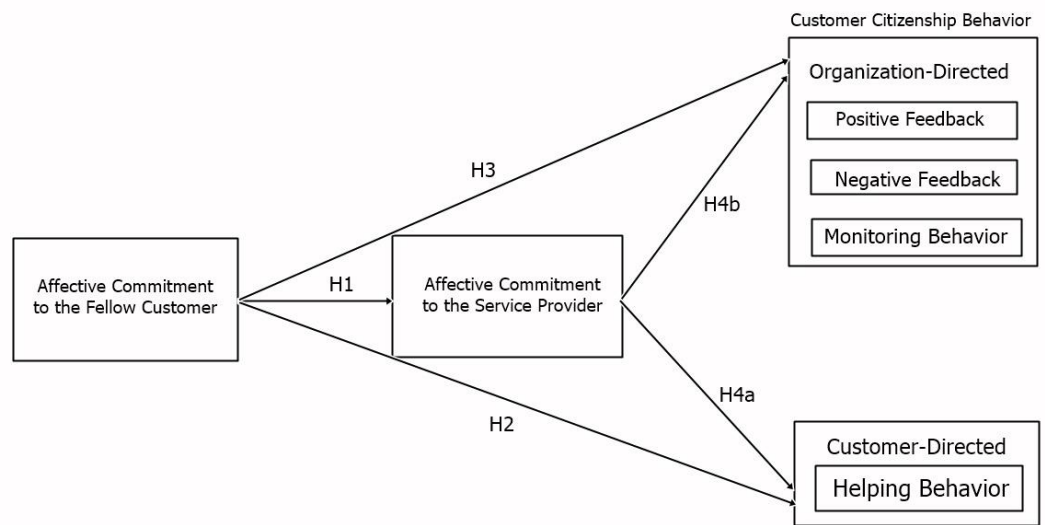 Customer Citizenship Behavior
Organization-Directed
Positive Feedback
Negative Feedback
Monitoring Behavior
H3
H4b
Affective Commitment
to the Fellow Customer
H1
Affective Commitment
to the Service Provider
H4a
H2
Customer-Directed
Helping Behavior